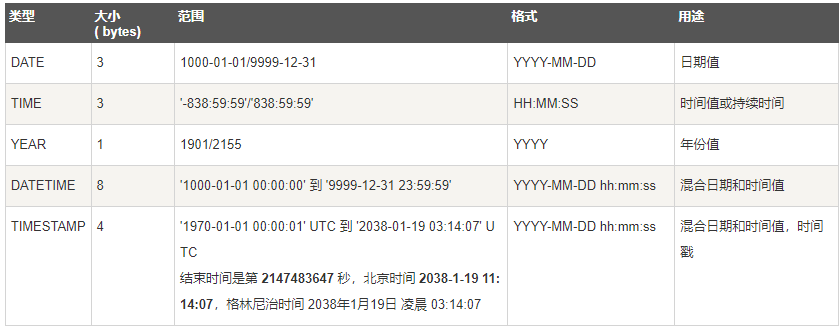 类型 大小 范围 格式 用途
( bytes)
DATE 3 1000-01-01/9999-12-31 YYYY-MM-DD 日期值
TIME 3 '-838:59:59'/'838:59:59' HH:MM:SS 时间值或持续时间
YEAR 1 1901/2155 YYYY 年份值
DATETIME 8 '1000-01-01 00:00:00' 到 '9999-12-31 23:59:59' YYYY-MM-DD hh:mm:ss 混合日期和时间值
TIMESTAMP 4 '1970-01-01 00:00:01' UTC 到 '2038-01-19 03:14:07' U YYYY-MM-DD hh:mm:ss 混合日期和时间值，时间
TC 戳
结束时间是第 2147483647 秒，北京时间 2038-1-19 11:
14:07，格林尼治时间 2038年1月19日 凌晨 03:14:07